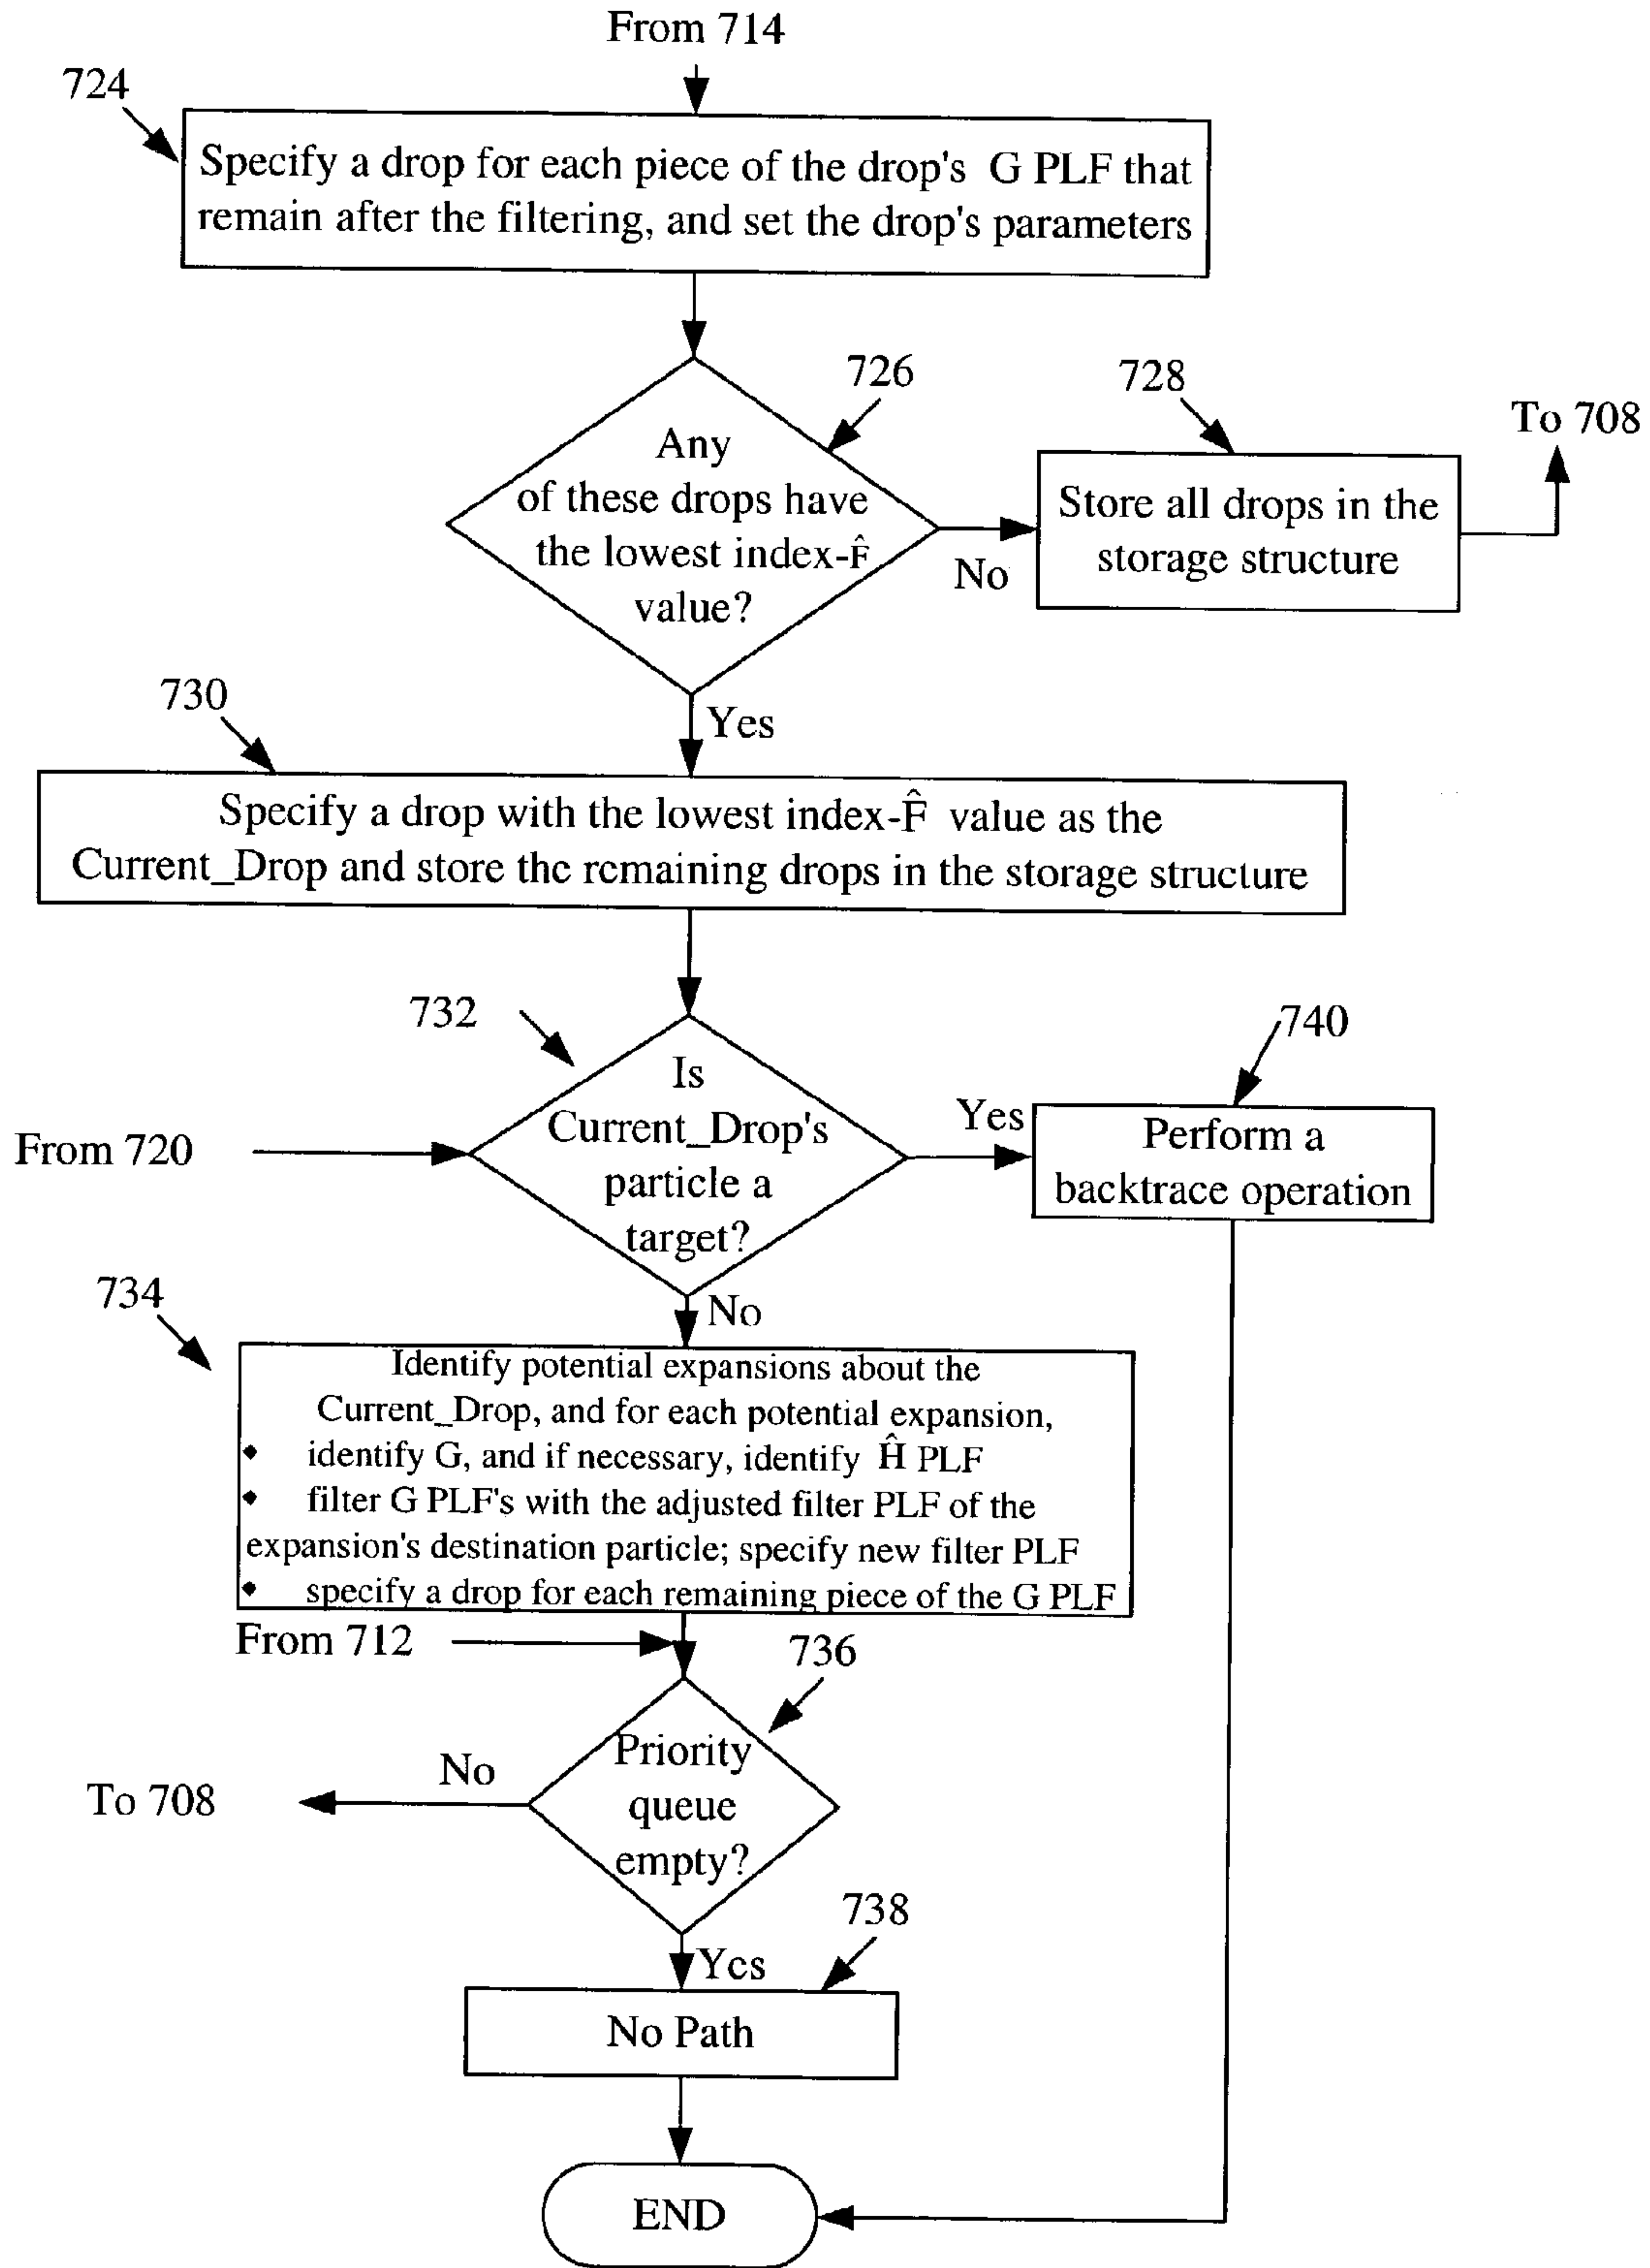 From 714
724
Specify a drop for each piece of the drop's G PLF that
remain after the filtering, and set the drop's parameters
726
728
To 708
Any
of these drops have
the lowest index-F̂
value?
No
Store all drops in the
storage structure
730
Yes
Specify a drop with the lowest index-F̂ value as the
Current_Drop and store the remaining drops in the storage structure
732
740
Is
Current_Drop's
particle a
target?
From 720
Yes
Perform a
backtrace operation
734
No
Identify potential expansions about the
Current_Drop, and for each potential expansion,
◆ identify G, and if necessary, identify Ĥ PLF
◆ filter G PLF's with the adjusted filter PLF of the
expansion's destination particle; specify new filter PLF
◆ specify a drop for each remaining piece of the G PLF
From 712
736
Priority
queue
empty?
No
To 708
738
Yes
No Path
END